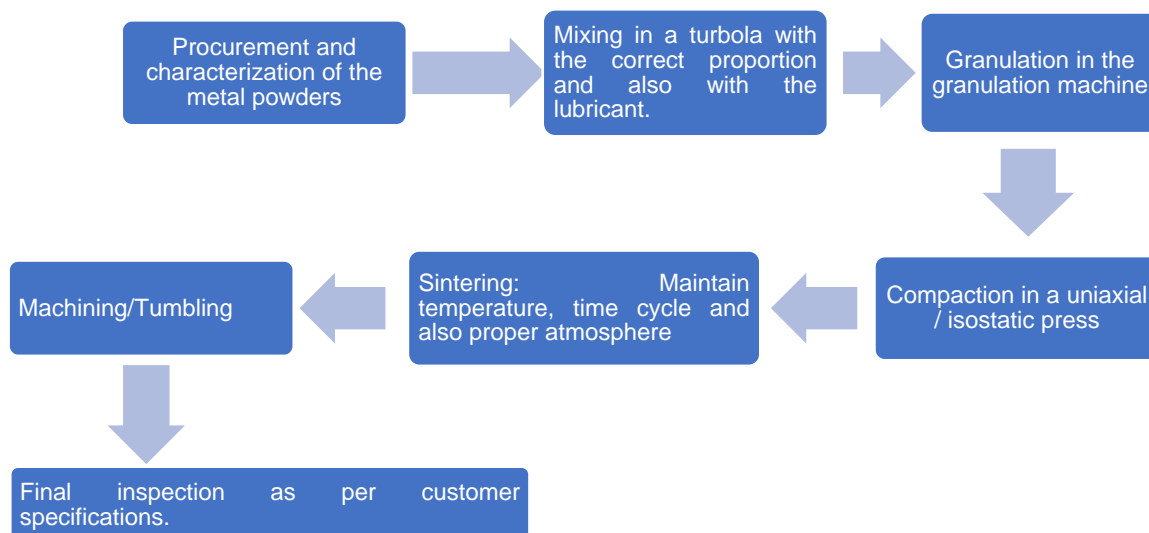 Procurement and
characterization of the
metal powders
Mixing in a turbola with
the correct proportion
and also with the
lubricant.
Granulation in the
granulation machine
Compaction in a uniaxial
/ isostatic press
Sintering: Maintain
temperature, time cycle and
also proper atmosphere
Machining/Tumbling
Final inspection as per customer
specifications.